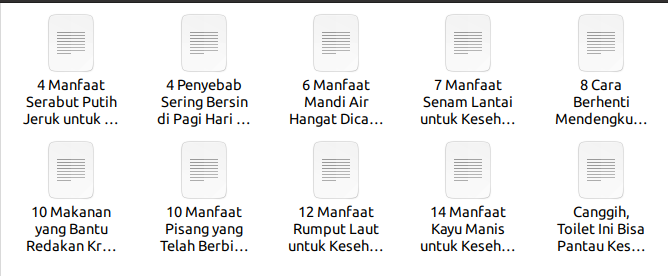 4 Manfaat
Serabut Putih
Jeruk untuk ...
4 Penyebab
Sering Bersin
di Pagi Hari ...
6 Manfaat
Mandi Air
Hangat Dica...
7 Manfaat
Senam Lantai
untuk Keseh...
8 Cara
Berhenti
Mendengku...
10 Makanan
yang Bantu
Redakan Kr...
10 Manfaat
Pisang yang
Telah Berbi...
12 Manfaat
Rumput Laut
untuk Keseh...
14 Manfaat
Kayu Manis
untuk Keseh...
Canggih,
Toilet Ini Bisa
Pantau Kes...